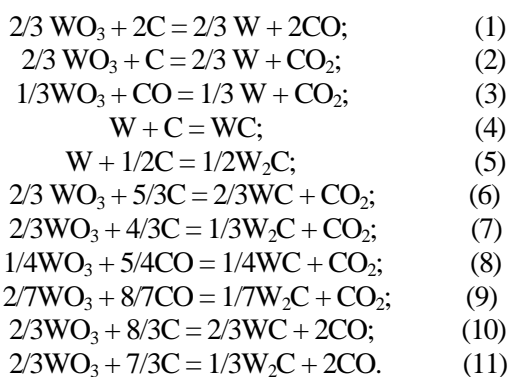 2/3 WO₃ + 2C = 2/3 W + 2CO; (1)
2/3 WO₃ + C = 2/3 W + CO₂; (2)
1/3WO₃ + CO = 1/3 W + CO₂; (3)
W + C = WC; (4)
W + 1/2C = 1/2W₂C; (5)
2/3 WO₃ + 5/3C = 2/3WC + CO₂; (6)
2/3WO₃ + 4/3C = 1/3W₂C + CO₂; (7)
1/4WO₃ + 5/4CO = 1/4WC + CO₂; (8)
2/7WO₃ + 8/7CO = 1/7W₂C + CO₂; (9)
2/3WO₃ + 8/3C = 2/3WC + 2CO; (10)
2/3WO₃ + 7/3C = 1/3W₂C + 2CO. (11)